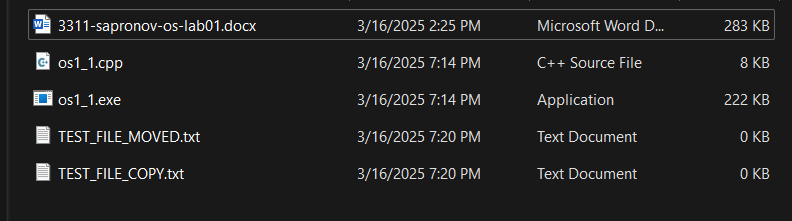 3311-sapronov-os-lab01.docx 3/16/2025 2:25 PM Microsoft Word D... 283 KB
os1_1.cpp 3/16/2025 7:14 PM C++ Source File 8 KB
os1_1.exe 3/16/2025 7:14 PM Application 222 KB
TEST_FILE_MOVED.txt 3/16/2025 7:20 PM Text Document 0 KB
TEST_FILE_COPY.txt 3/16/2025 7:20 PM Text Document 0 KB